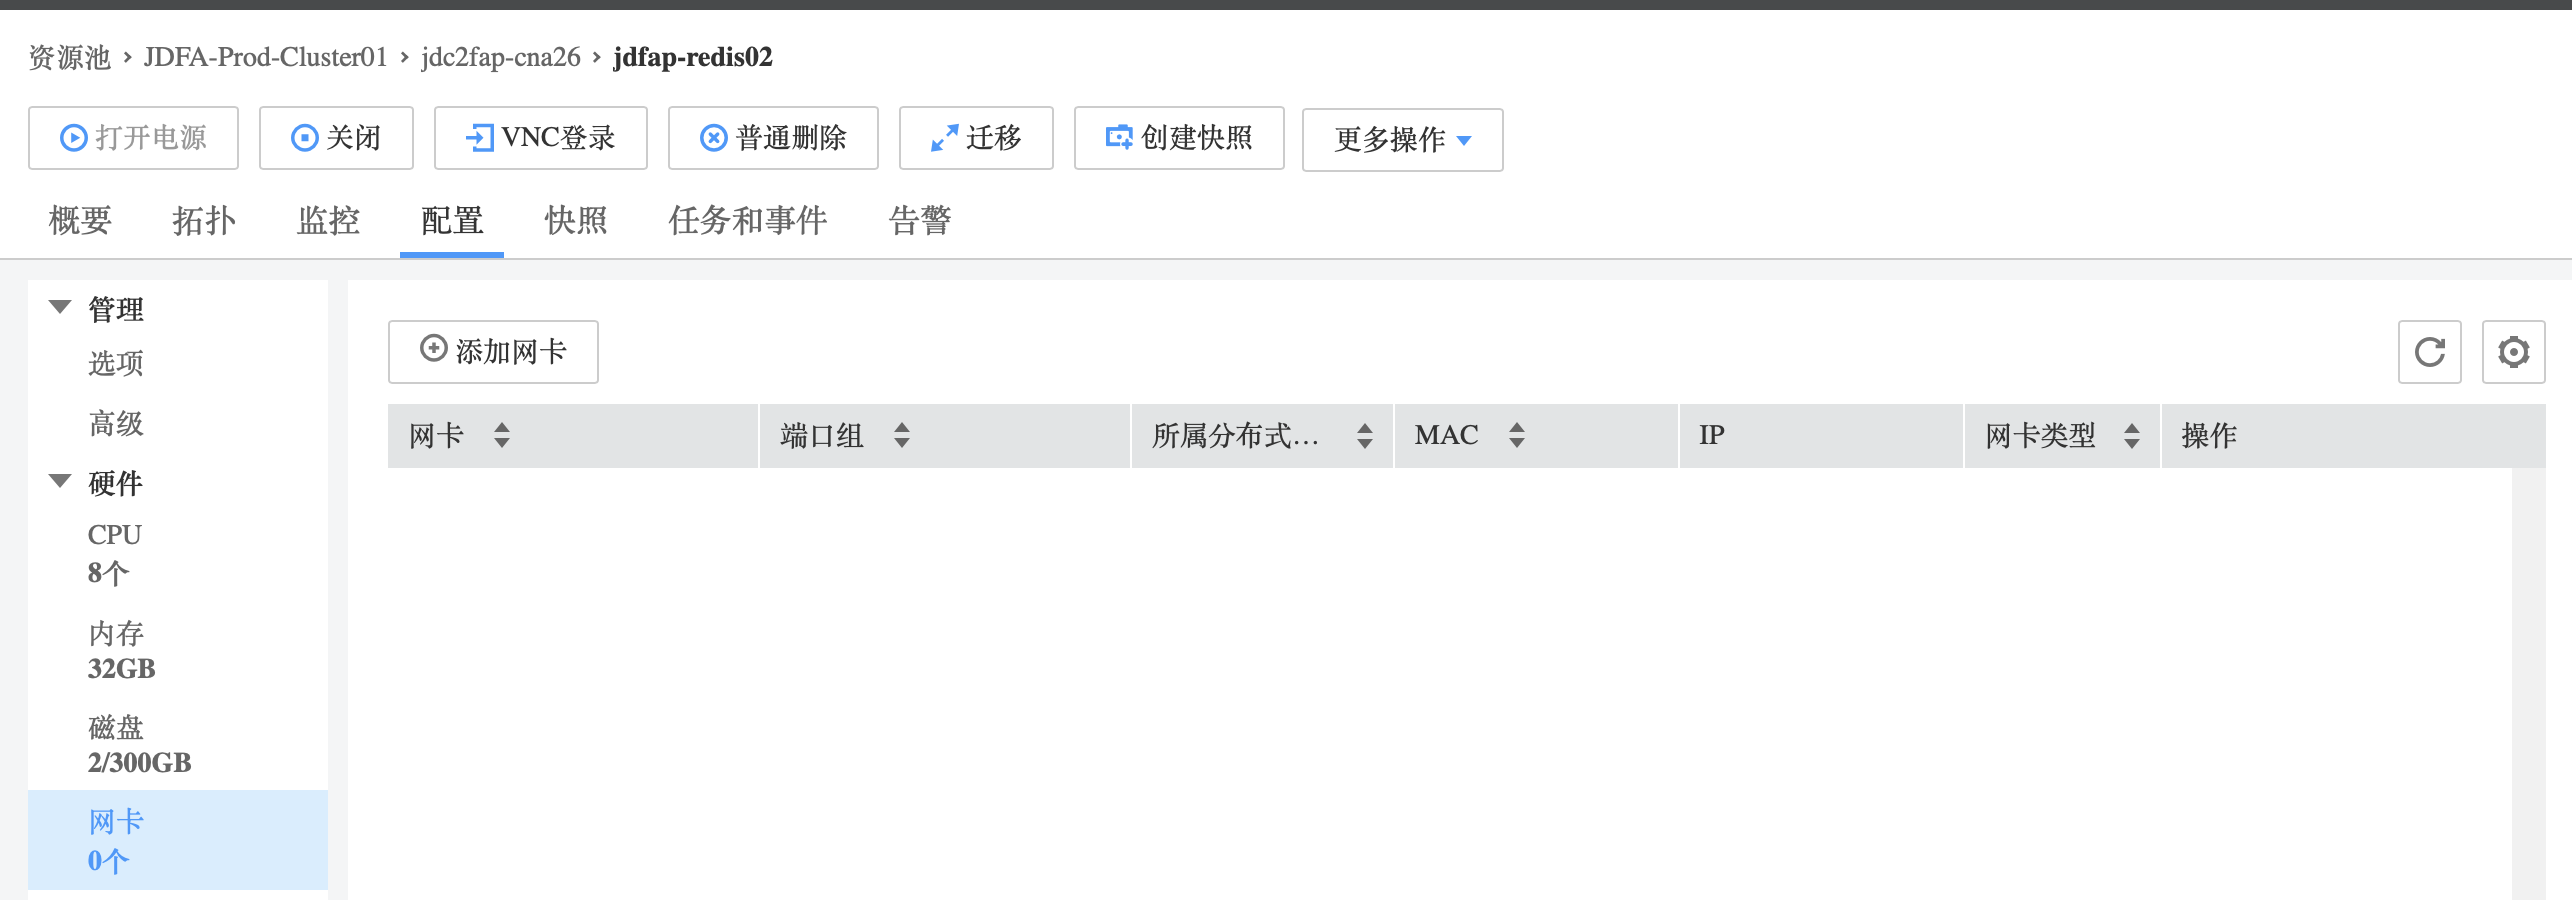 资源池 › JDFA-Prod-Cluster01 › jdc2fap-cna26 › jdfap-redis02
打开电源 关闭 VNC登录 普通删除 迁移 创建快照 更多操作
概要 拓扑 监控 配置 快照 任务和事件 告警
管理
选项
高级
硬件
CPU
8个
内存
32GB
磁盘
2/300GB
网卡
0个
添加网卡
网卡 端口组 所属分布式... MAC IP 网卡类型 操作